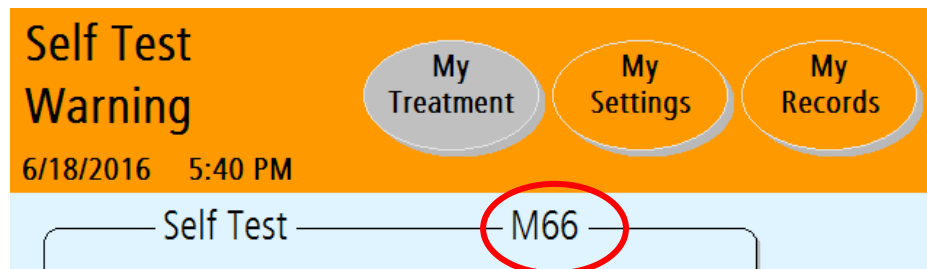 Self Test
Warning
6/18/2016 5:40 PM
My
Treatment
My
Settings
My
Records
Self Test M66